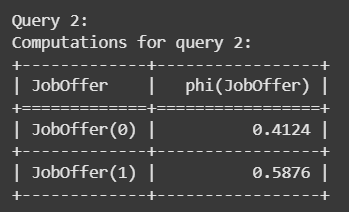 Query 2:
Computations for query 2:
+-------------+-----------------+
| JobOffer    |   phi(JobOffer) |
+=============+=================+
| JobOffer(0) |          0.4124 |
+-------------+-----------------+
| JobOffer(1) |          0.5876 |
+-------------+-----------------+